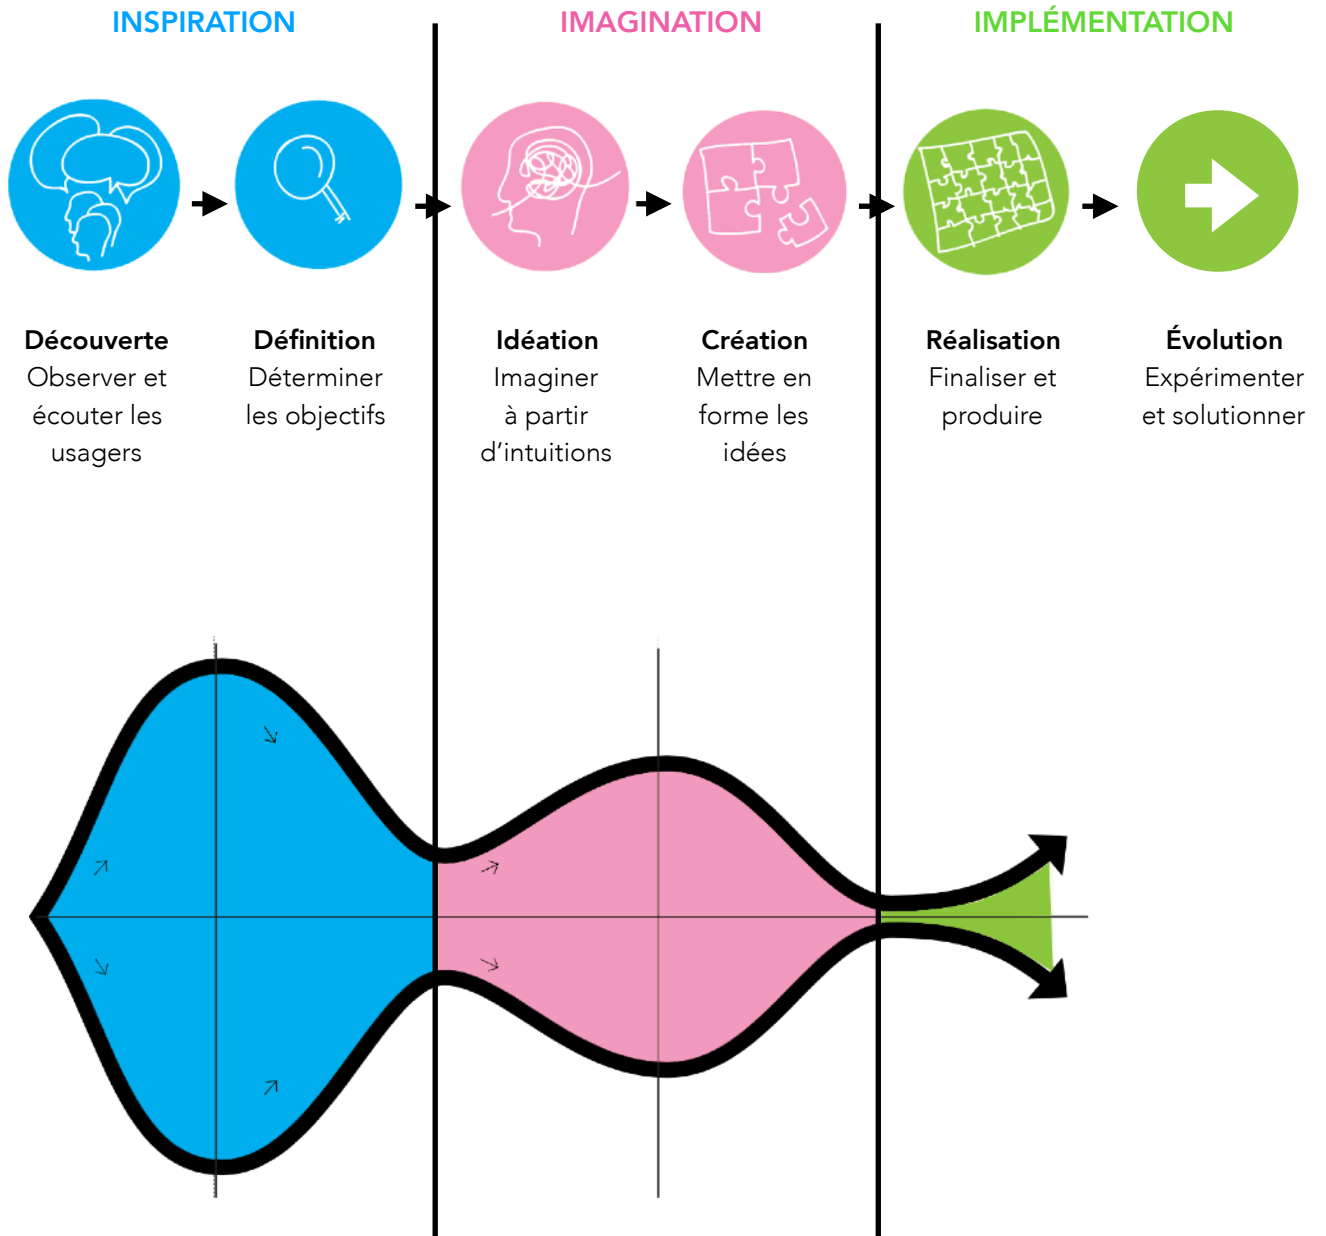 INSPIRATION
IMAGINATION
IMPLÉMENTATION
Découverte
Observer et
écouter les
usagers
Définition
Déterminer
les objectifs
Idéation
Imaginer
à partir
d’intuitions
Création
Mettre en
forme les
idées
Réalisation
Finaliser et
produire
Évolution
Expérimenter
et solutionner